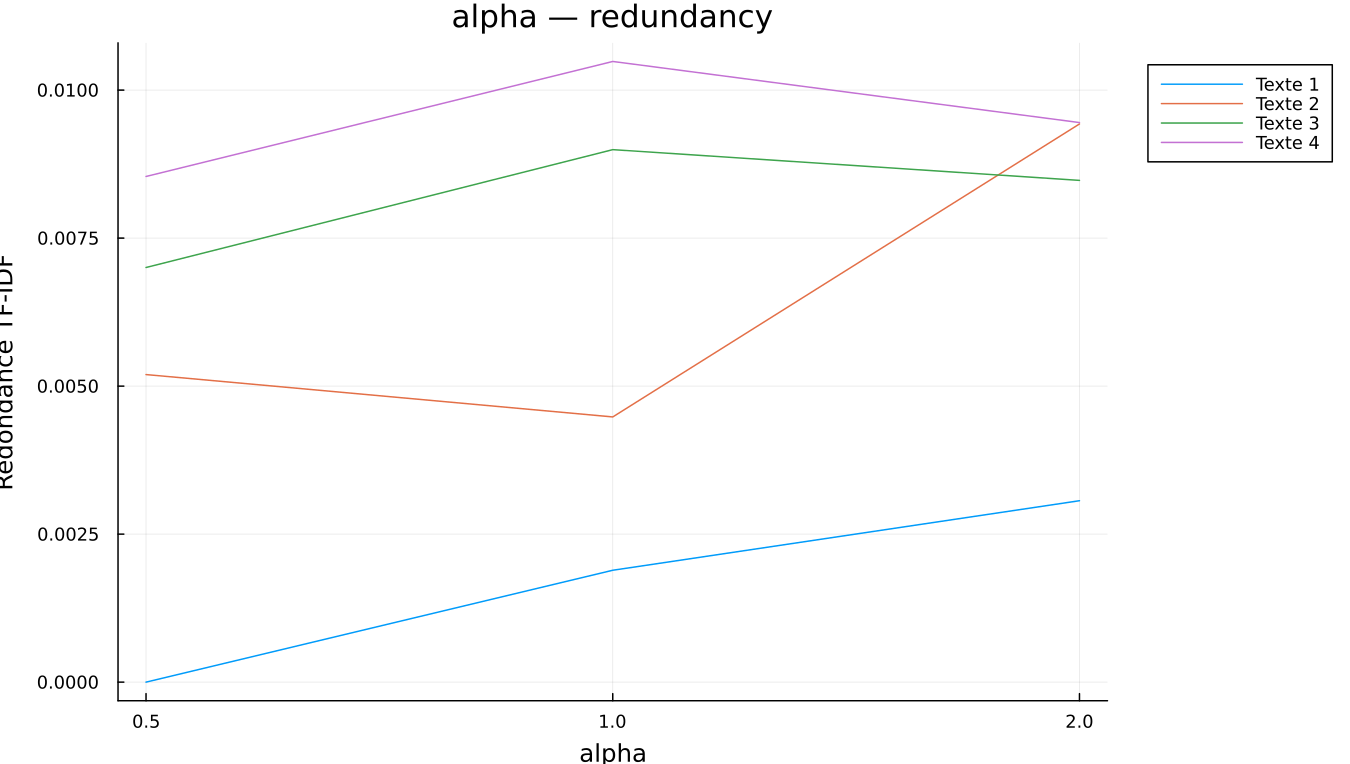 alpha — redundancy
Redondance TF-IDF
0.0100
0.0075
0.0050
0.0025
0.0000
0.5
1.0
2.0
alpha
Texte 1
Texte 2
Texte 3
Texte 4